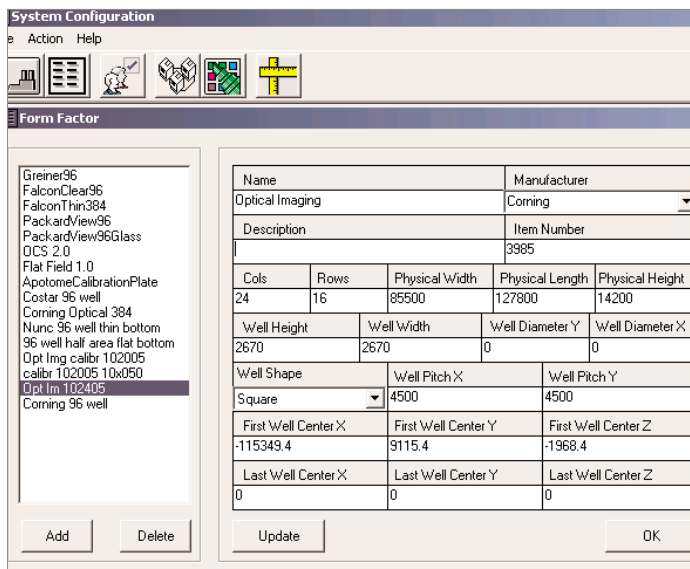 System Configuration
e Action Help
Form Factor
Greiner96
FalconClear96
FalconThin384
PackardView96
PackardView96Glass
OCS 2.0
Flat Field 1.0
ApotomeCalibrationPlate
Costar 96 well
Corning Optical 384
Nunc 96 well thin bottom
96 well half area flat bottom
Opt Img calibr 102005
calibr 102005 10x050
Opt Im 102405
Corning 96 well
Add Delete
Name Manufacturer
Optical Imaging Corning
Description Item Number
3985
Cols Rows Physical Width Physical Length Physical Height
24 16 85500 127800 14200
Well Height Well Width Well Diameter Y Well Diameter X
2670 2670 0 0
Well Shape Well Pitch X Well Pitch Y
Square 4500 4500
First Well Center X First Well Center Y First Well Center Z
-115349.4 9115.4 -1968.4
Last Well Center X Last Well Center Y Last Well Center Z
0 0 0
Update OK